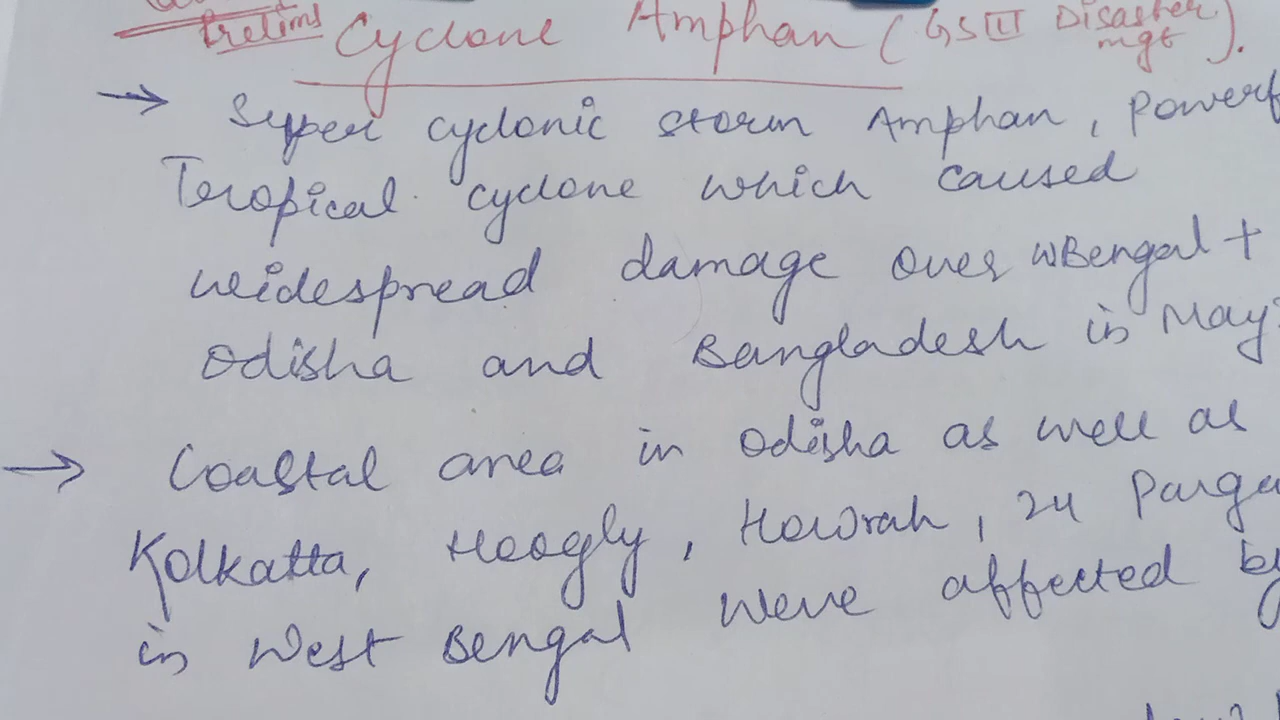 Prelims Cyclone Amphan (GS III Disaster mgt).
→ Super cyclonic storm Amphan, Powerf
Tropical cyclone which caused
widespread damage over WBengal +
Odisha and Bangladesh in May
→ Coastal area in Odisha as well as
Kolkatta, Hoogly, Howrah, 24 Parga
in West Bengal were affected by